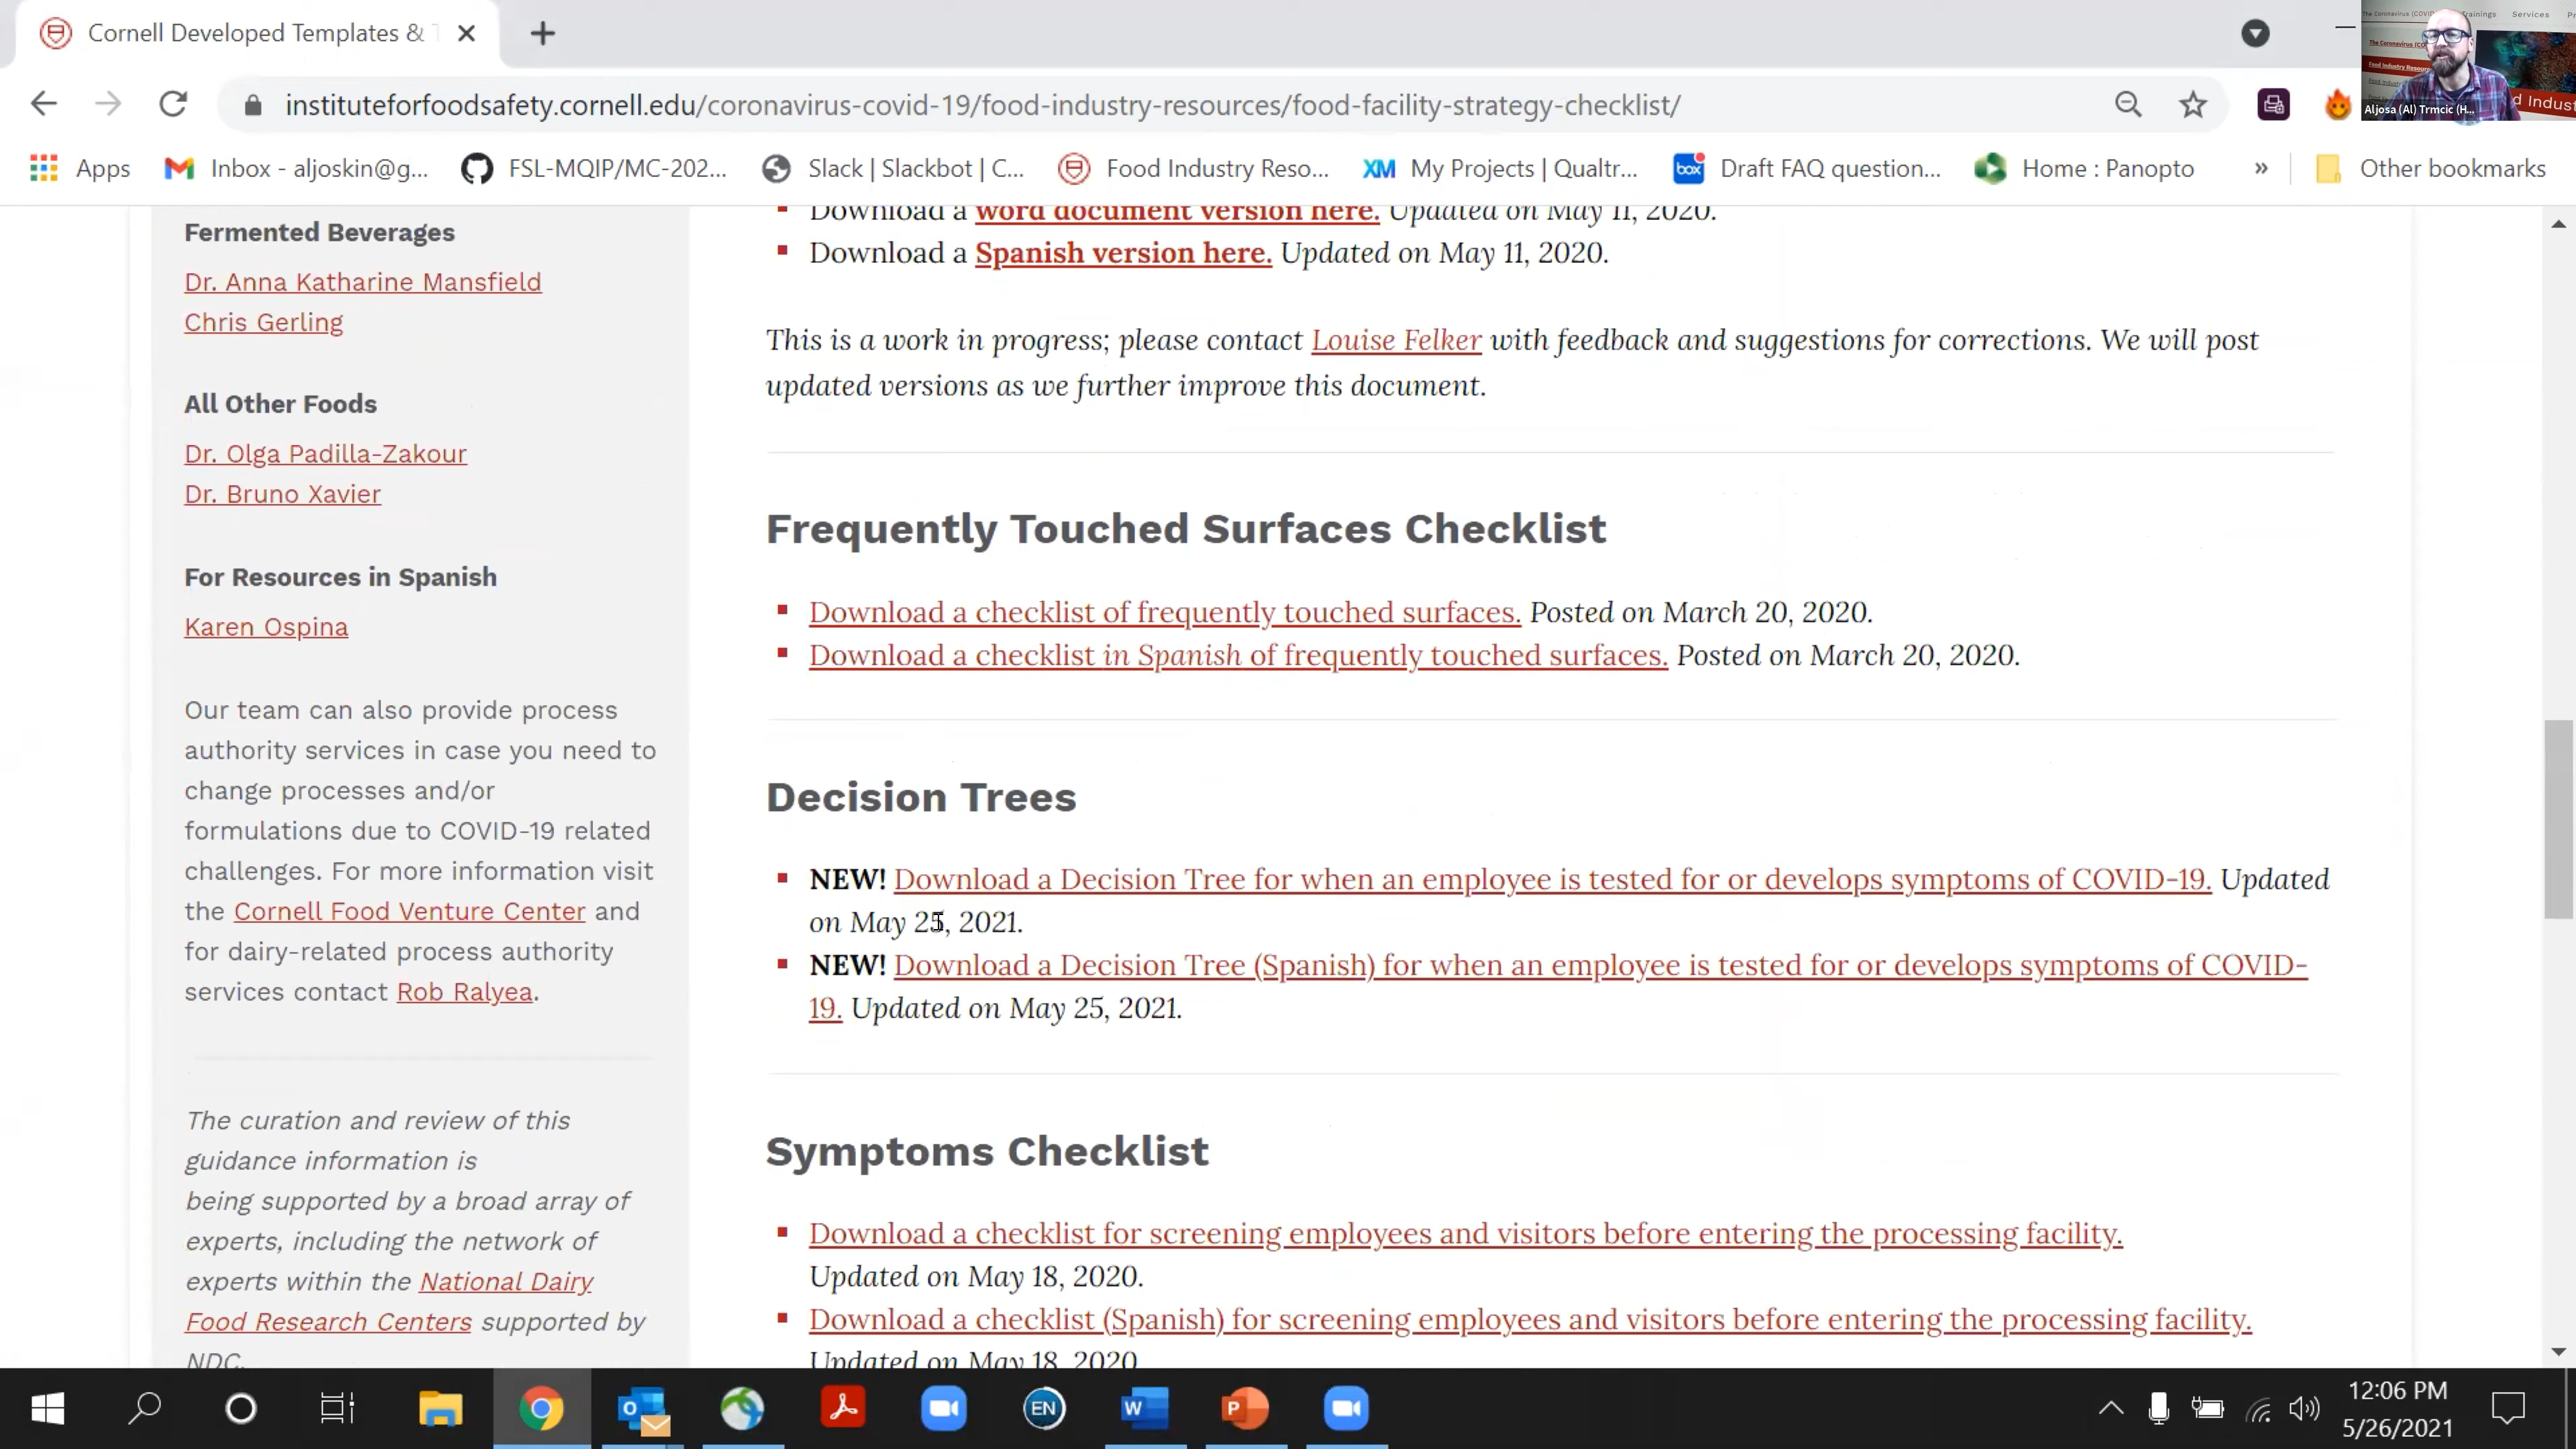 Cornell Developed Templates &
instituteforfoodsafety.cornell.edu/coronavirus-covid-19/food-industry-resources/food-facility-strategy-checklist/
Trainings Services
Food Industry
d Indus
Aljosa (Al) Trmcic (H...
Apps
Inbox - aljoskin@g...
FSL-MQIP/MC-202...
Slack | Slackbot | C...
Food Industry Reso...
XM My Projects | Qualtr...
box Draft FAQ question...
Home : Panopto
»
Other bookmarks
Fermented Beverages
Dr. Anna Katharine Mansfield
Chris Gerling
All Other Foods
Dr. Olga Padilla-Zakour
Dr. Bruno Xavier
For Resources in Spanish
Karen Ospina
Our team can also provide process
authority services in case you need to
change processes and/or
formulations due to COVID-19 related
challenges. For more information visit
the Cornell Food Venture Center and
for dairy-related process authority
services contact Rob Ralyea.
The curation and review of this
guidance information is
being supported by a broad array of
experts, including the network of
experts within the National Dairy
Food Research Centers supported by
NDC.
Download a word document version here. Updated on May 11, 2020.
Download a Spanish version here. Updated on May 11, 2020.
This is a work in progress; please contact Louise Felker with feedback and suggestions for corrections. We will post
updated versions as we further improve this document.
Frequently Touched Surfaces Checklist
Download a checklist of frequently touched surfaces. Posted on March 20, 2020.
Download a checklist in Spanish of frequently touched surfaces. Posted on March 20, 2020.
Decision Trees
NEW! Download a Decision Tree for when an employee is tested for or develops symptoms of COVID-19. Updated
on May 25, 2021.
NEW! Download a Decision Tree (Spanish) for when an employee is tested for or develops symptoms of COVID-
19. Updated on May 25, 2021.
Symptoms Checklist
Download a checklist for screening employees and visitors before entering the processing facility.
Updated on May 18, 2020.
Download a checklist (Spanish) for screening employees and visitors before entering the processing facility.
Updated on May 18, 2020
EN
12:06 PM
5/26/2021